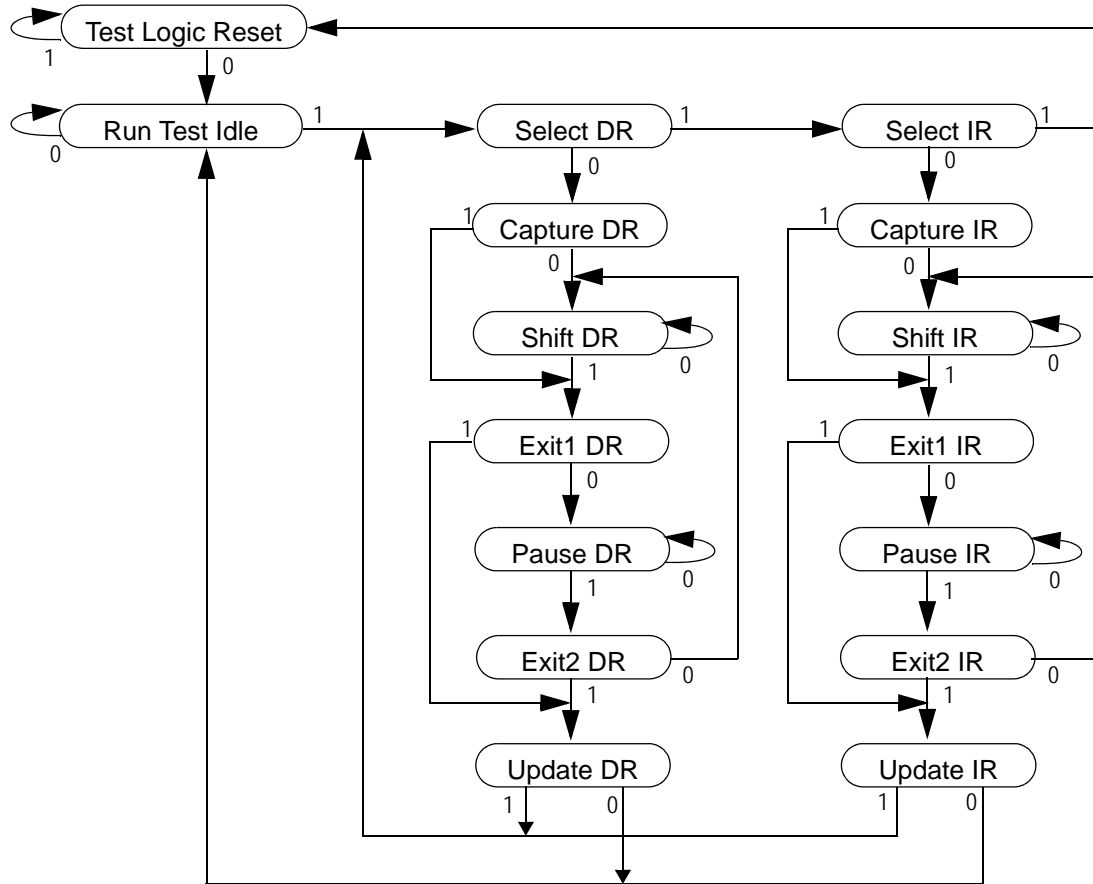 Test Logic Reset
1
0
Run Test Idle
0
1
Select DR
1
Select IR
1
0
0
1
Capture DR
0
1
Capture IR
0
Shift DR
0
1
Shift IR
0
1
1
Exit1 DR
0
1
Exit1 IR
0
Pause DR
0
1
Pause IR
0
1
Exit2 DR
0
1
Exit2 IR
0
1
Update DR
1
0
Update IR
1
0